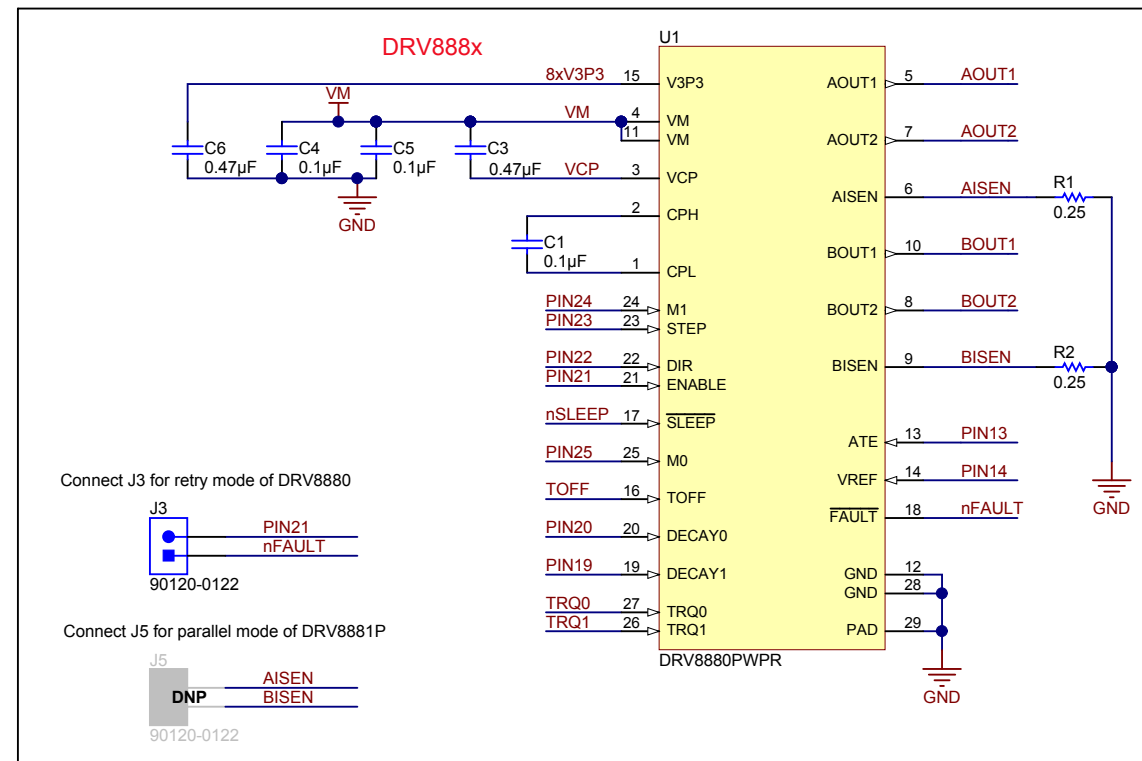 DRV888x
U1
8xV3P3 15 V3P3
VM
VM 4 VM
11 VM
C6
0.47µF
C4
0.1µF
C5
0.1µF
C3
0.47µF
VCP 3 VCP
GND
2 CPH
C1
0.1µF
1 CPL
PIN24 24 M1
PIN23 23 STEP
PIN22 22 DIR
PIN21 21 ENABLE
nSLEEP 17 SLEEP
PIN25 25 M0
TOFF 16 TOFF
PIN20 20 DECAY0
PIN19 19 DECAY1
TRQ0 27 TRQ0
TRQ1 26 TRQ1
AOUT1 5 AOUT1
AOUT2 7 AOUT2
AISEN 6 AISEN
R1
0.25
BOUT1 10 BOUT1
BOUT2 8 BOUT2
BISEN 9 BISEN
R2
0.25
ATE 13 PIN13
VREF 14 PIN14
FAULT 18 nFAULT
GND
GND 12
GND 28
PAD 29
GND
DRV8880PWPR
Connect J3 for retry mode of DRV8880
J3
PIN21
nFAULT
90120-0122
Connect J5 for parallel mode of DRV8881P
J5
AISEN
DNP
BISEN
90120-0122